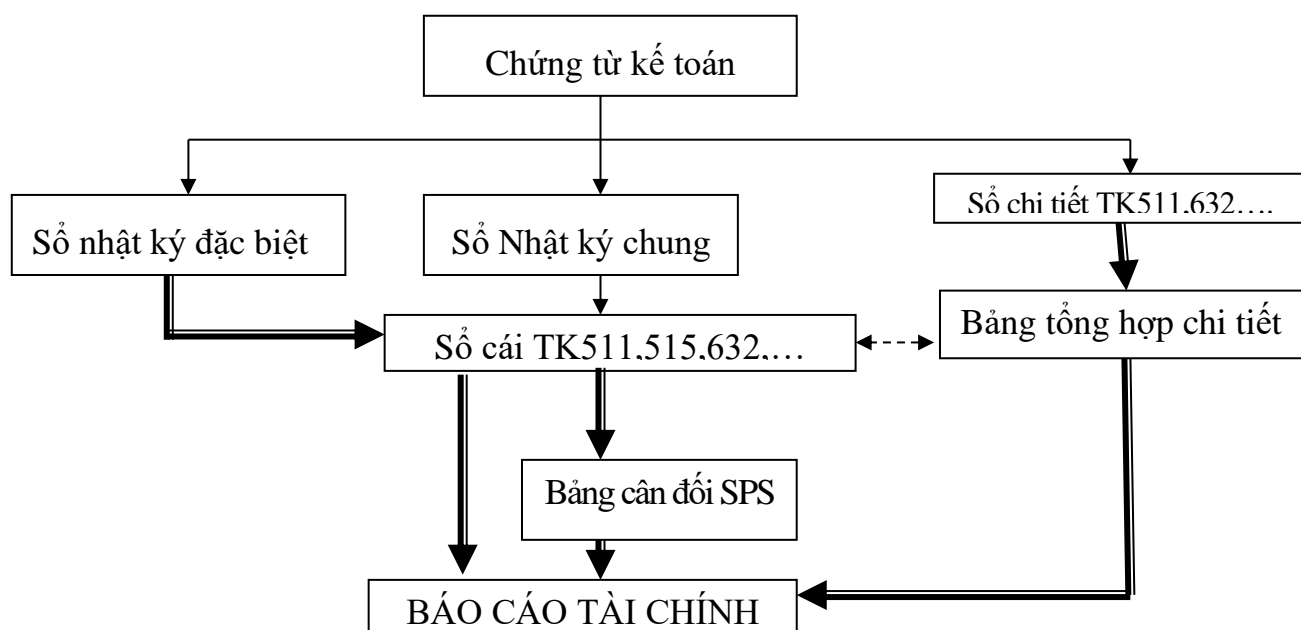 Chứng từ kế toán
Sổ nhật ký đặc biệt
Sổ Nhật ký chung
Sổ chi tiết TK511,632….
Sổ cái TK511,515,632,…
Bảng tổng hợp chi tiết
Bảng cân đối SPS
BÁO CÁO TÀI CHÍNH